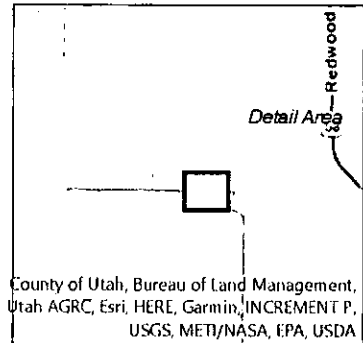 Redwood
Detail Area
County of Utah, Bureau of Land Management,
Utah AGRC, Esri, HERE, Garmin, INCREMENT P,
USGS, METI/NASA, EPA, USDA